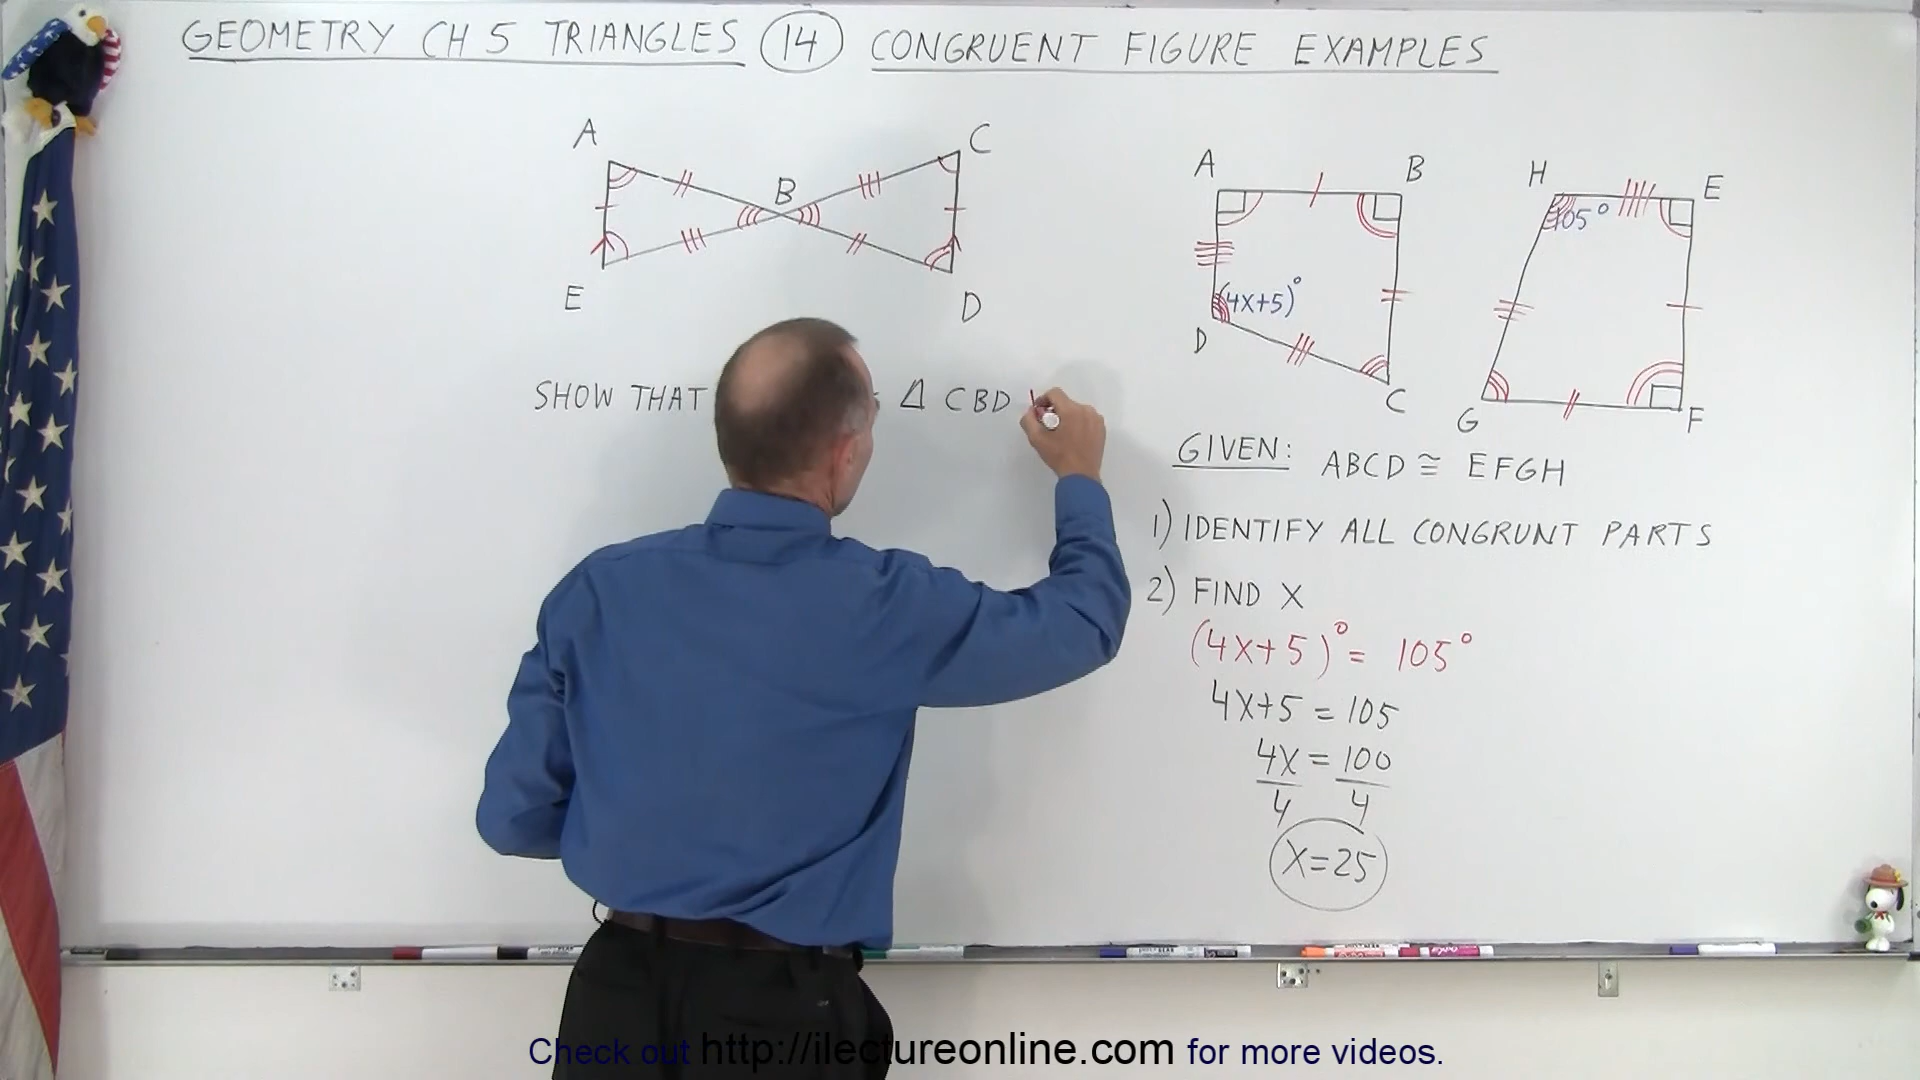 GEOMETRY CH 5 TRIANGLES 14 CONGRUENT FIGURE EXAMPLES
A
C
B
E
D
SHOW THAT Δ CBD
A
B
(4X+5)°
D
C
H
E
105°
G
F
GIVEN: ABCD ≅ EFGH
1) IDENTIFY ALL CONGRUNT PARTS
2) FIND X
(4X+5)° = 105°
4X+5 = 105
4X = 100
4 4
X=25
Check out http://ilectureonline.com for more videos.